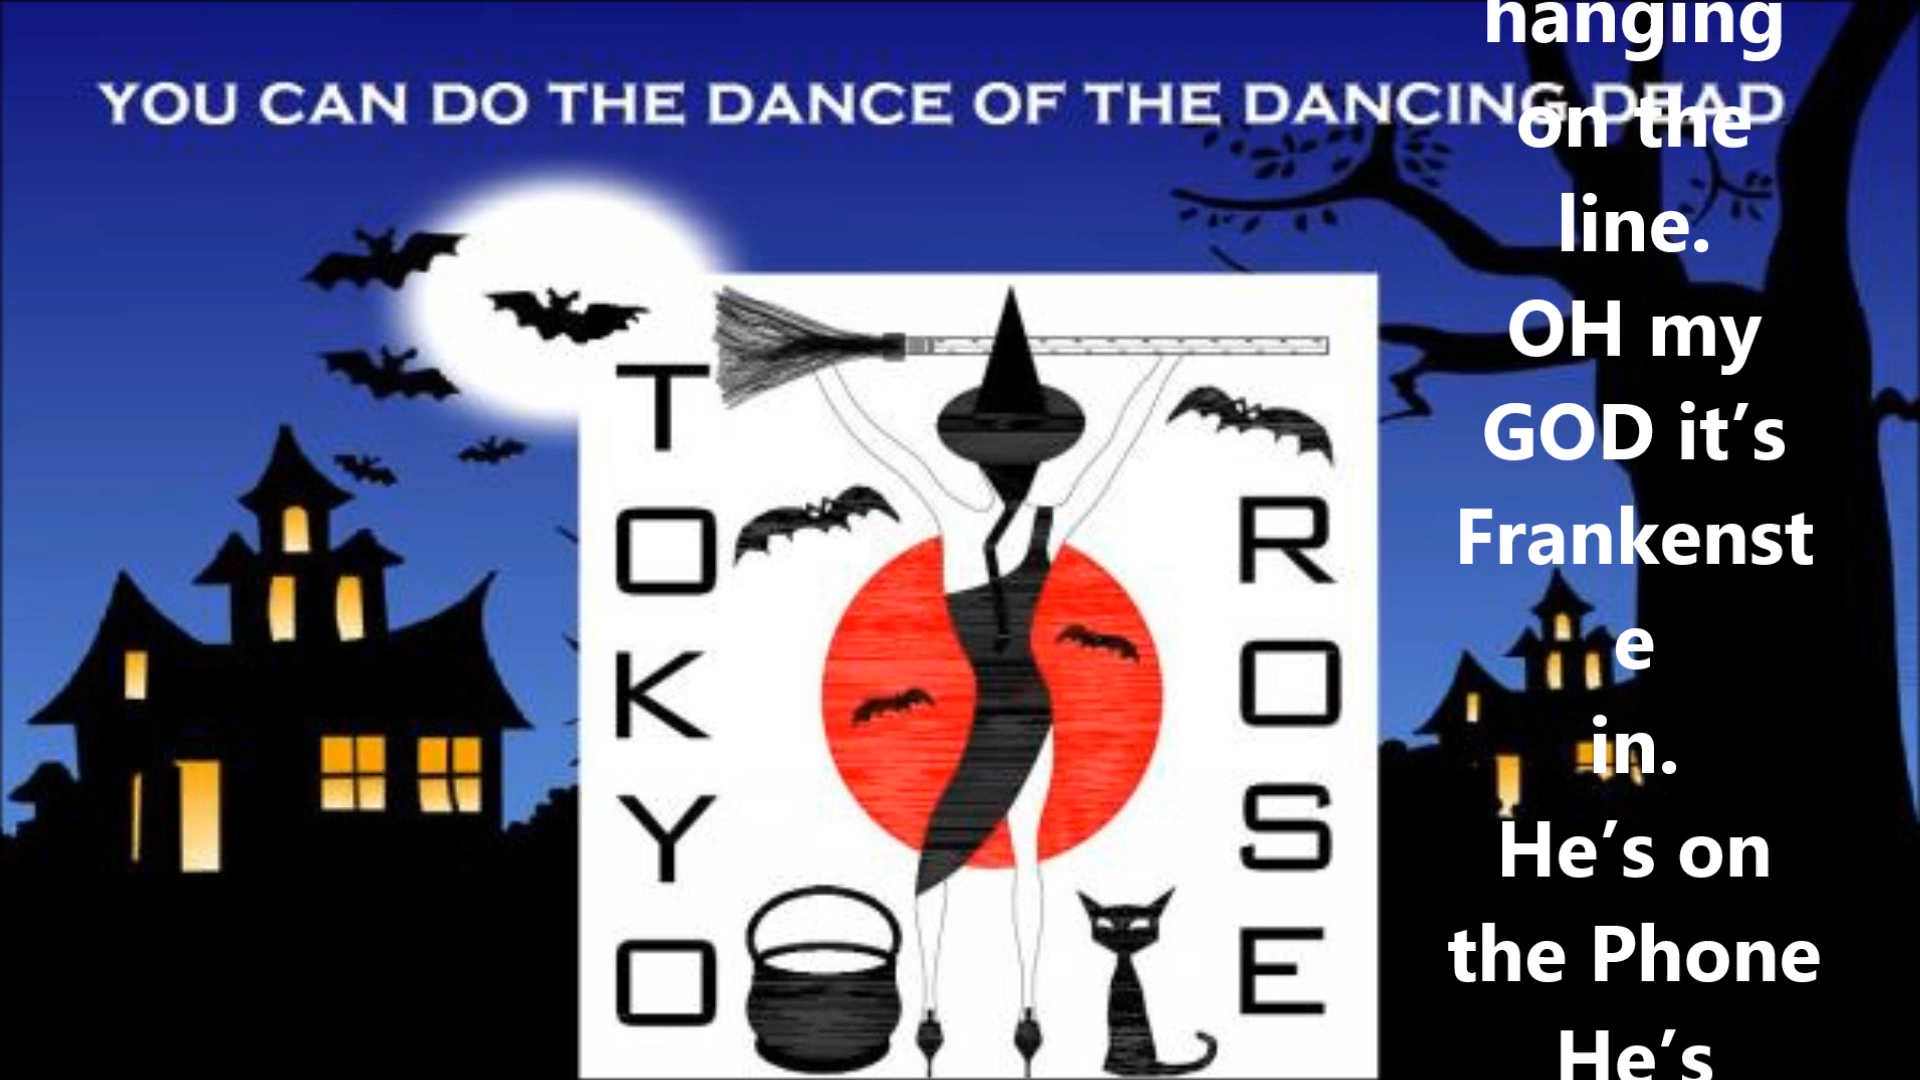 YOU CAN DO THE DANCE OF THE DANCING DEAD
TOKYO
ROSE
hanging
on the
line.
OH my
GOD it’s
Frankenst
e
in.
He’s on
the Phone
He’s